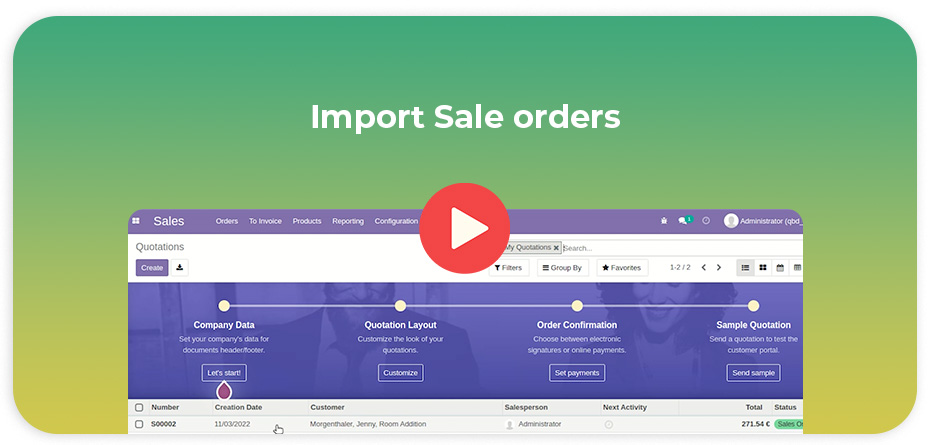 Import Sale orders
Sales Orders To Invoice Products Reporting Configuration 1 Administrator (qbd_
Quotations My Quotations Search...
Create Filters Group By Favorites 1-2 / 2
Company Data Quotation Layout Order Confirmation Sample Quotation
Set your company's data for Customize the look of your Choose between electronic Send a quotation to test the
documents header/footer. quotations. signatures or online payments. customer portal.
Let's start! Customize Set payments Send sample
Number Creation Date Customer Salesperson Next Activity Total Status
S00002 11/03/2022 Morgenthaler, Jenny, Room Addition Administrator 271.54 € Sales Or